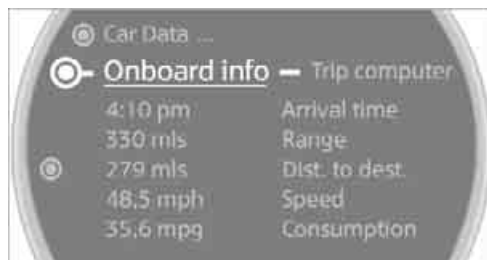 Car Data ...
Onboard info – Trip computer
4:10 pm Arrival time
330 mls Range
279 mls Dist. to dest.
48.5 mph Speed
35.6 mpg Consumption